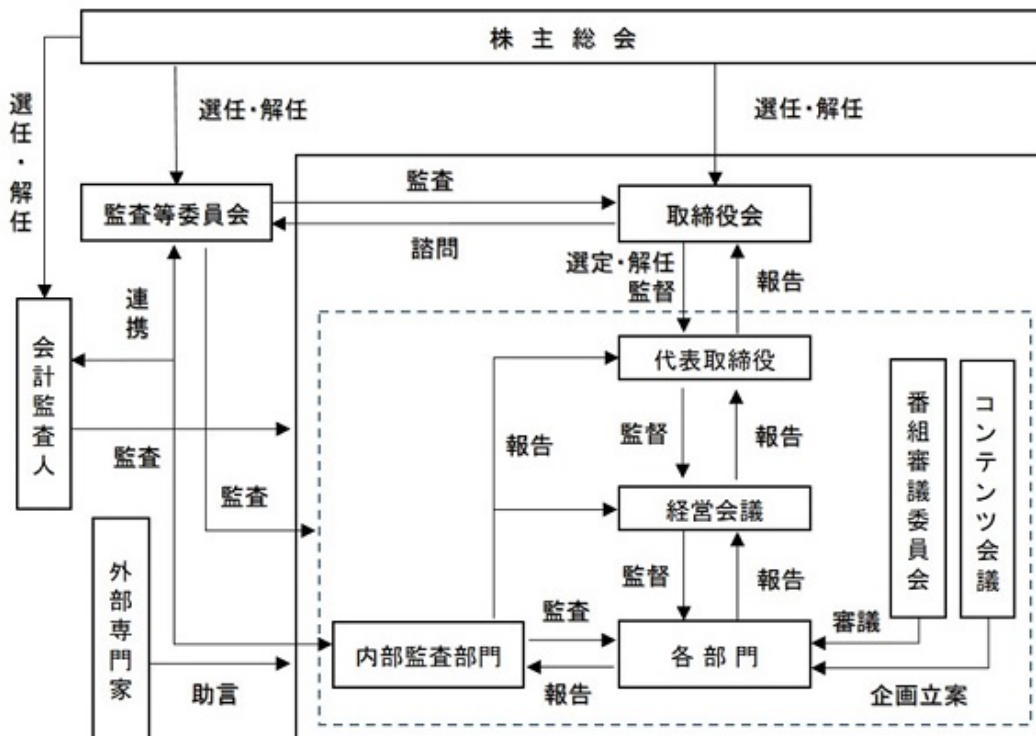 株主総会
選任・解任
選任・解任
選任・解任
監査等委員会
監査
諮問
取締役会
選定・解任
監督
報告
連携
会計監査人
代表取締役
監査
監査
報告
監督
報告
番組審議委員会
コンテンツ会議
経営会議
監督
報告
外部専門家
助言
内部監査部門
監査
報告
各部門
審議
企画立案